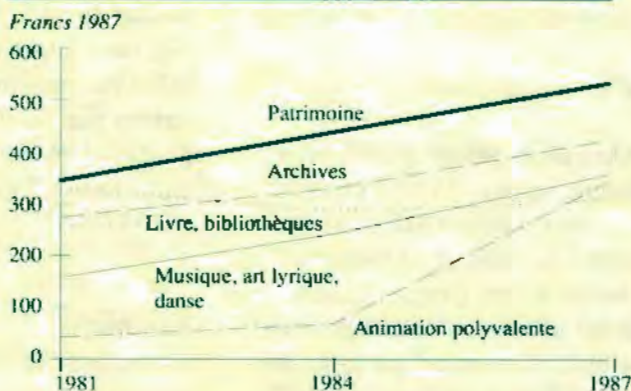 Francs 1987
600
500
Patrimoine
400
Archives
300
Livre, bibliothèques
200
Musique, art lyrique,
danse
100
Animation polyvalente
0
1981 1984 1987